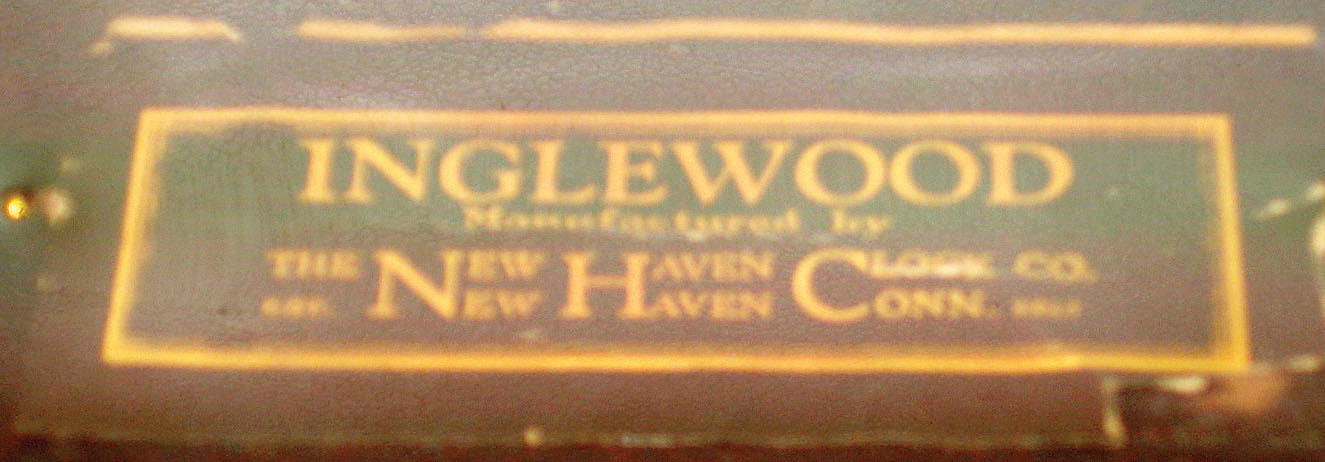 INGLEWOOD
Manufactured by
THE NEW HAVEN CLOCK CO.
EST. NEW HAVEN CONN. 1817